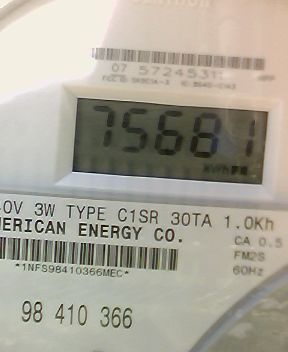 07 5724531
75681
0V 3W TYPE C1SR 30TA 1.0Kh
ERICAN ENERGY CO.
CA 0.5
*1NFS98410366MEC*
FM2S
60Hz
98 410 366